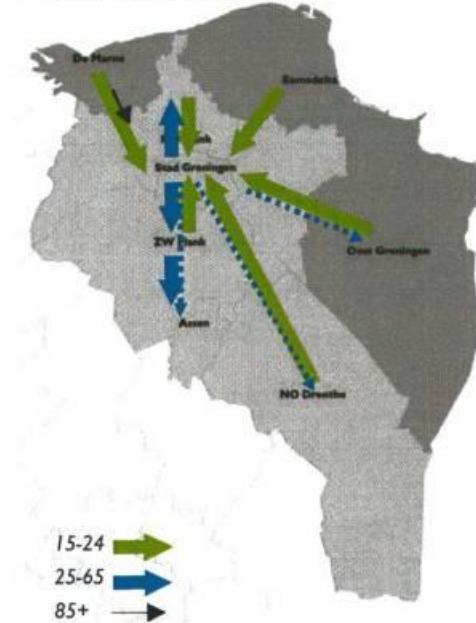 De Marne
Eemsdelta
Stad Groningen
ZW flank
Oost Groningen
Assen
NO Drenthe
15-24
25-65
85+